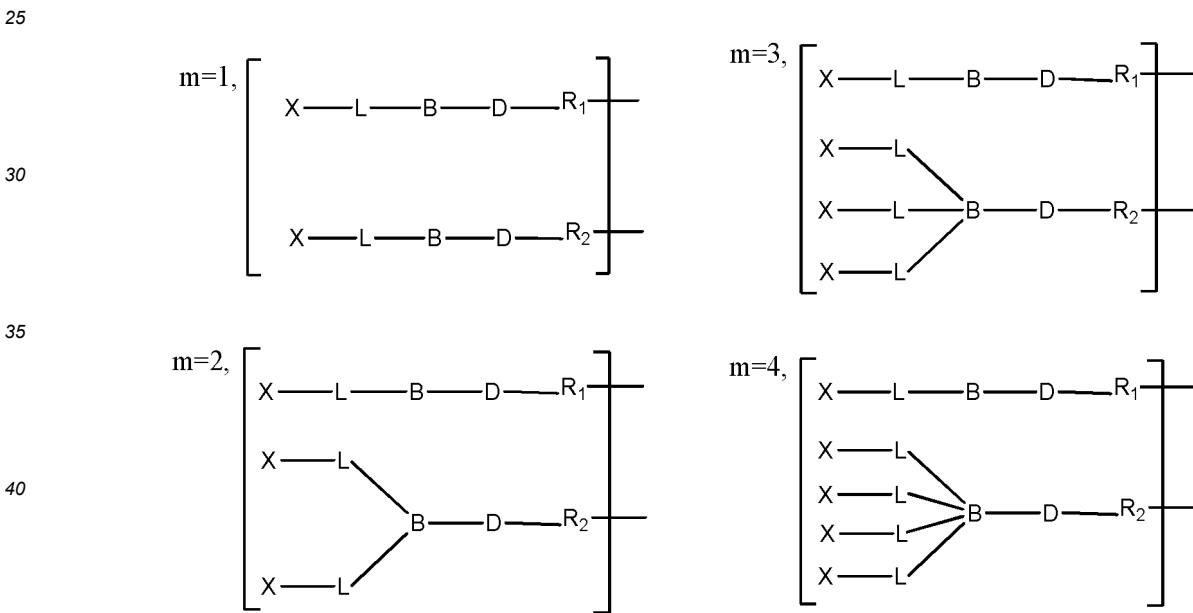 25
m=1,
X L B D R₁
30
X L B D R₂
m=3,
X L B D R₁
X L
X L B D R₂
X L
35
m=2,
X L B D R₁
X L
40
B D R₂
X L
m=4,
X L B D R₁
X L
X L
B D R₂
X L
X L